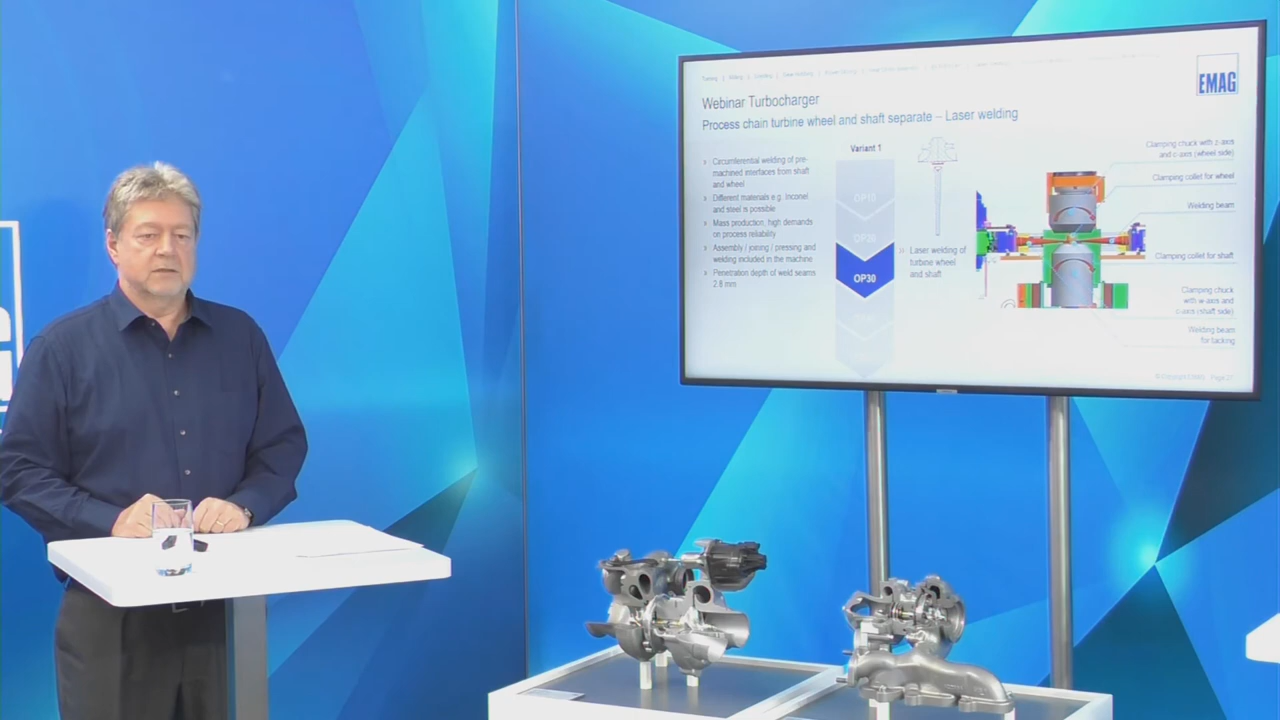 EMAG
Webinar Turbocharger
Process chain turbine wheel and shaft separate – Laser welding
» Circumferential welding of pre-
machined interfaces from shaft
and wheel
» Different materials e.g. Inconel
and steel is possible
» Mass production, high demands
on process reliability
» Assembly / joining / pressing and
welding included in the machine
» Penetration depth of weld seams
2.8 mm
Variant 1
OP10
OP20
OP30
» Laser welding of
turbine wheel
and shaft
Clamping chuck with z-axis
and c-axis (wheel side)
Clamping collet for wheel
Welding beam
Clamping collet for shaft
Clamping chuck
with w-axis and
c-axis (shaft side)
Welding beam
for tacking